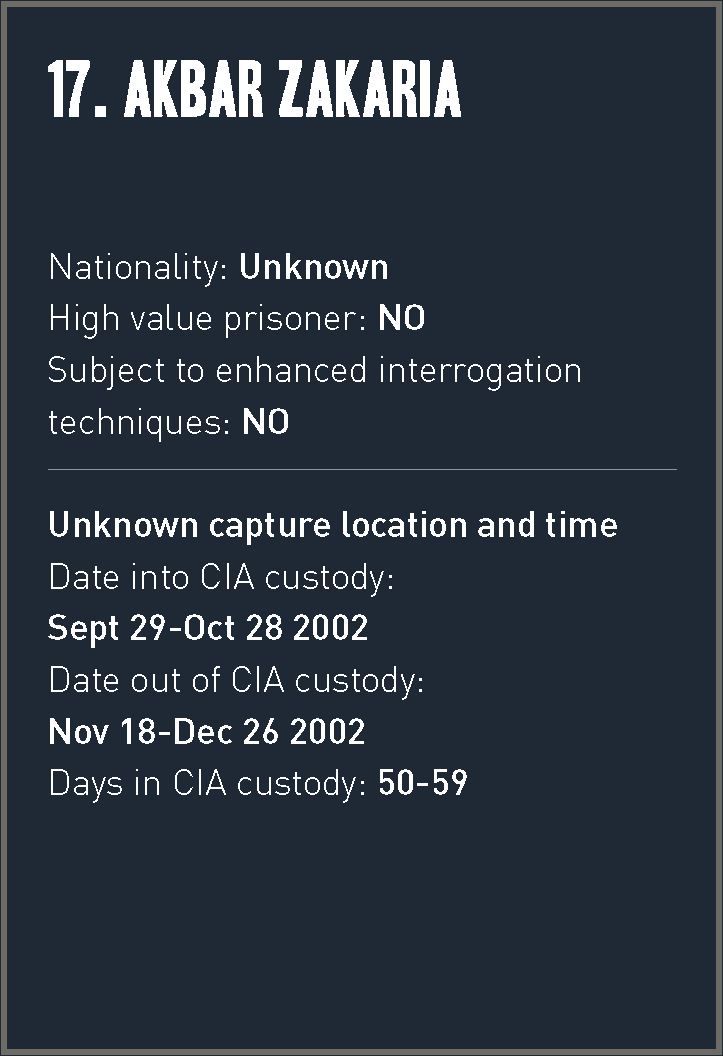 17. AKBAR ZAKARIA
Nationality: Unknown
High value prisoner: NO
Subject to enhanced interrogation
techniques: NO
Unknown capture location and time
Date into CIA custody:
Sept 29-Oct 28 2002
Date out of CIA custody:
Nov 18-Dec 26 2002
Days in CIA custody: 50-59